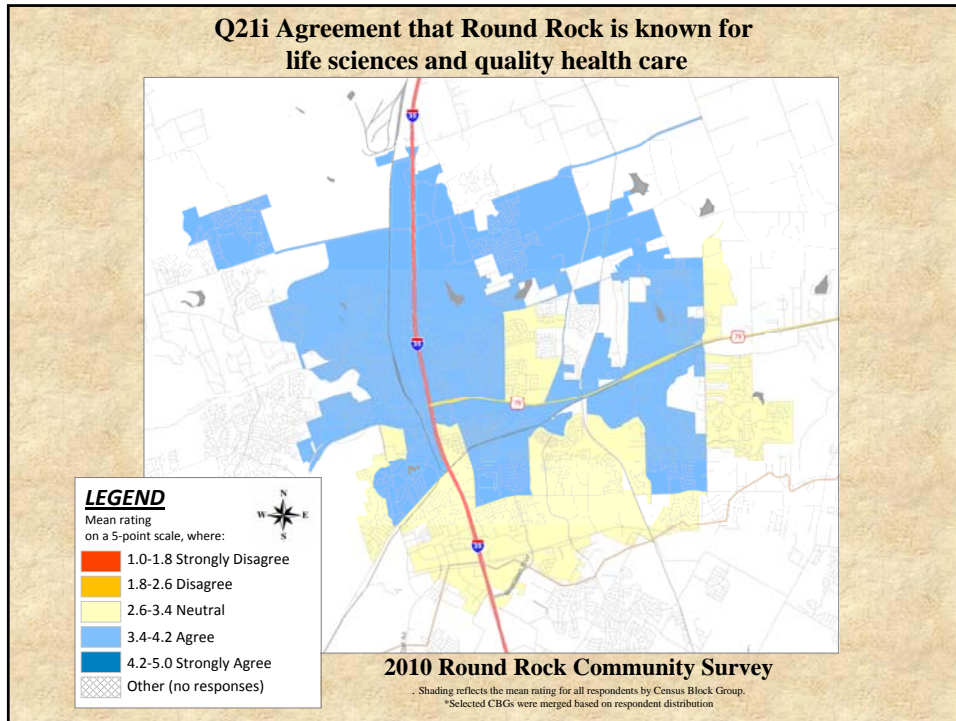 Q21i Agreement that Round Rock is known for
life sciences and quality health care
35
35
79
79
35
LEGEND
Mean rating
on a 5-point scale, where:
N
W E
S
1.0-1.8 Strongly Disagree
1.8-2.6 Disagree
2.6-3.4 Neutral
3.4-4.2 Agree
4.2-5.0 Strongly Agree
Other (no responses)
2010 Round Rock Community Survey
. Shading reflects the mean rating for all respondents by Census Block Group.
*Selected CBGs were merged based on respondent distribution